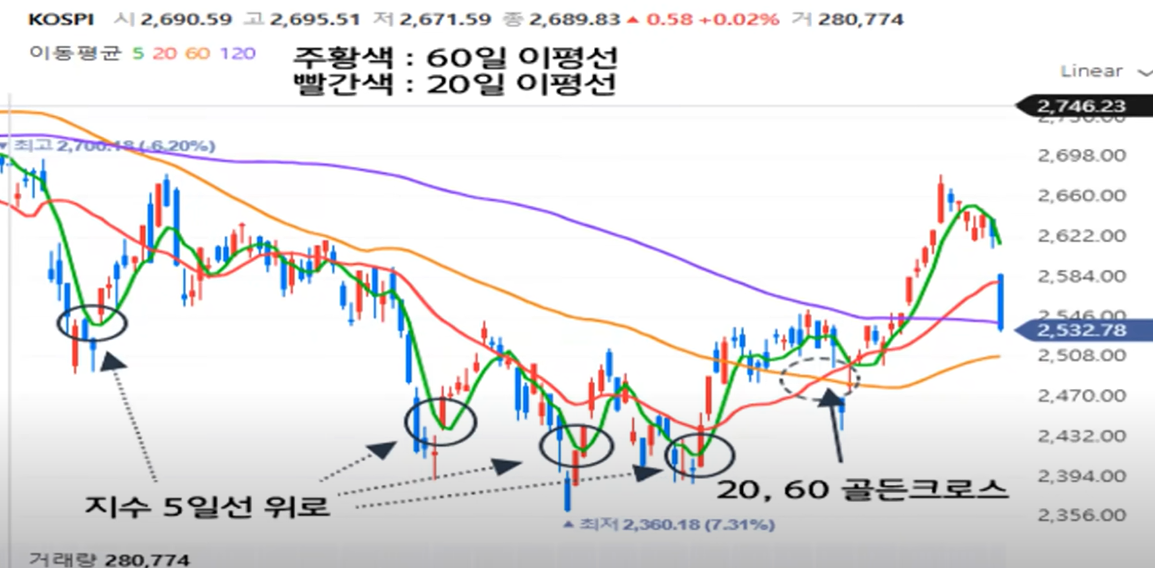 KOSPI 시 2,690.59 고 2,695.51 저 2,671.59 종 2,689.83 ▲ 0.58 +0.02% 거 280,774
이동평균 5 20 60 120
주황색 : 60일 이평선
빨간색 : 20일 이평선
Linear
2,746.23
▼ 최고 2,700.18 (-6.20%)
2,698.00
2,660.00
2,622.00
2,584.00
2,546.00
2,532.78
2,508.00
2,470.00
2,432.00
2,394.00
2,356.00
지수 5일선 위로
20, 60 골든크로스
▲ 최저 2,360.18 (7.31%)
거래량 280,774